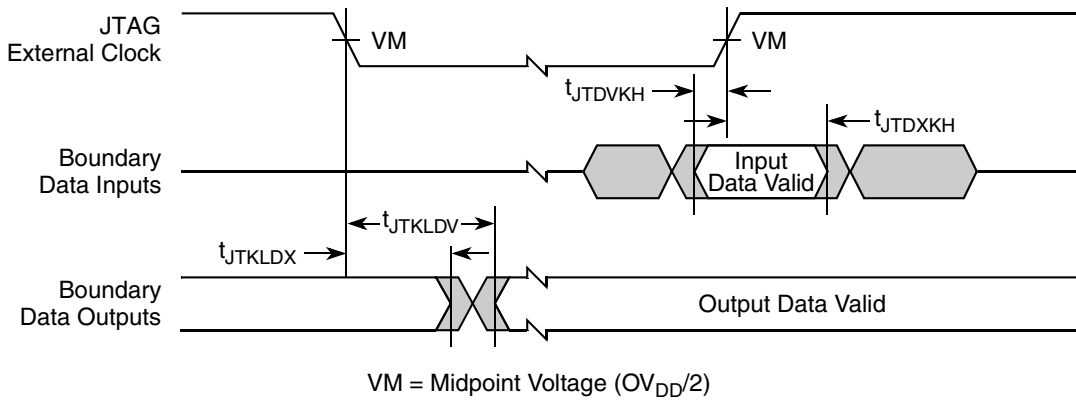 JTAG
External Clock
VM
VM
tJTDVKH
tJTDXKH
Boundary
Data Inputs
Input
Data Valid
tJTKLDV
tJTKLDX
Boundary
Data Outputs
Output Data Valid
VM = Midpoint Voltage (OVDD/2)